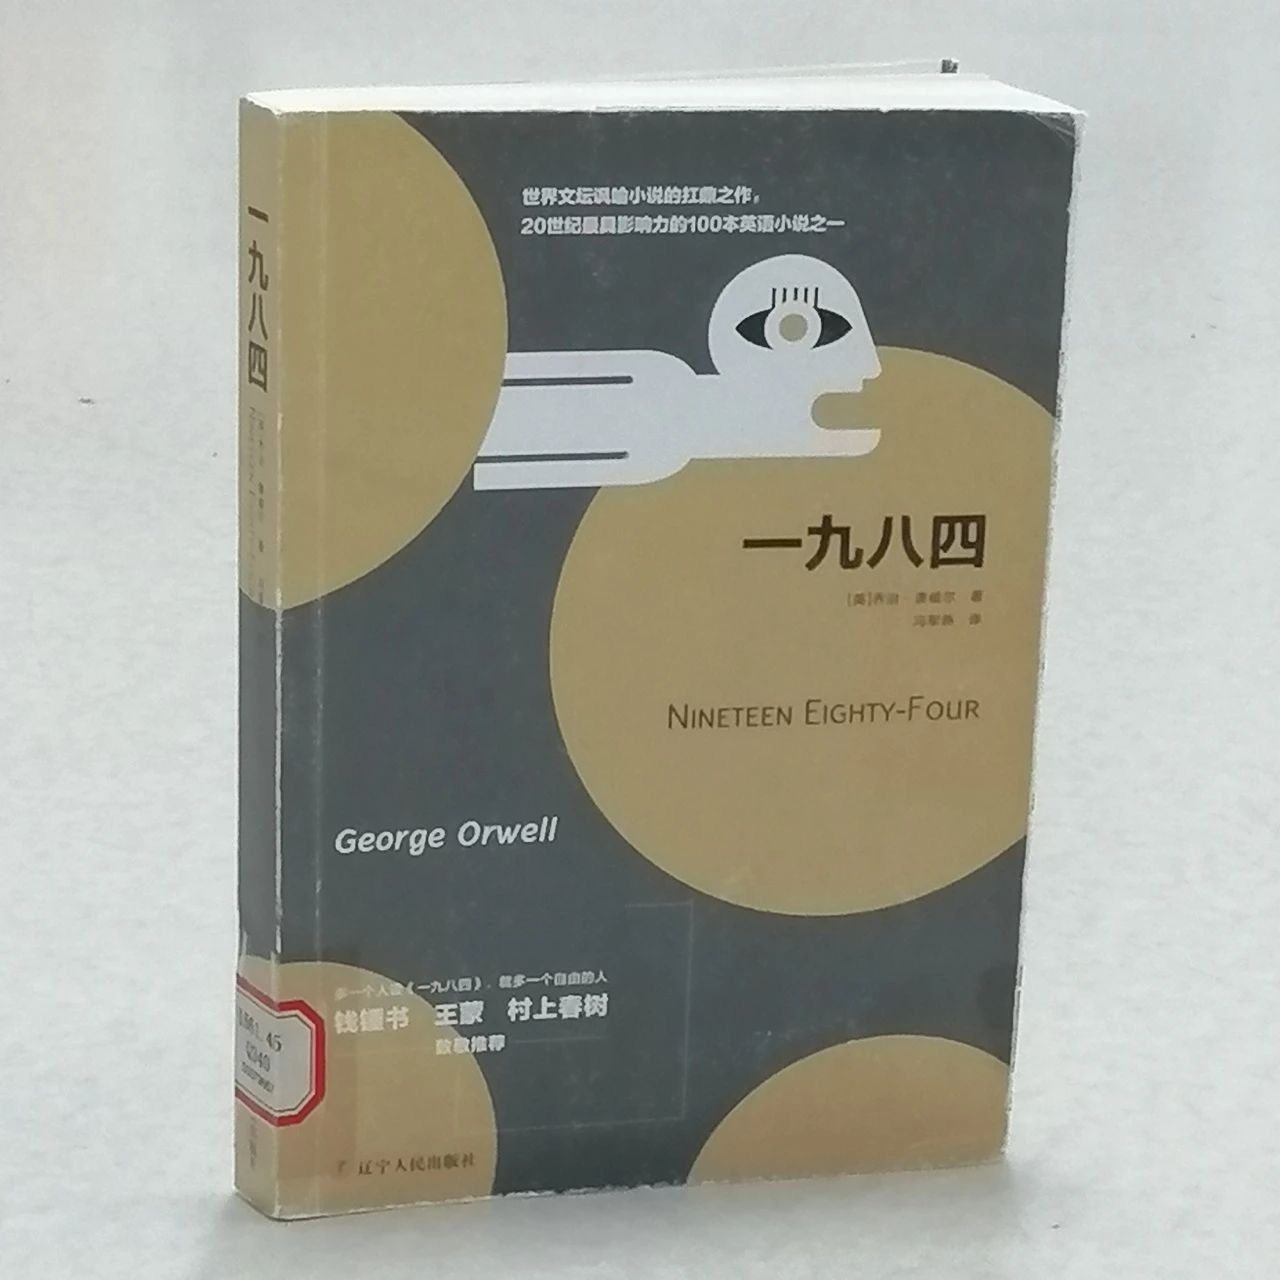 世界文坛讽喻小说的扛鼎之作，
20世纪最具影响力的100本英语小说之一
一九八四
[英]乔治·奥威尔 著
译
NINETEEN EIGHTY-FOUR
George Orwell
多一个人读《一九八四》，就多一个自由的人
钱锺书 王蒙 村上春树
致敬推荐
辽宁人民出版社
一九八四
I561.45